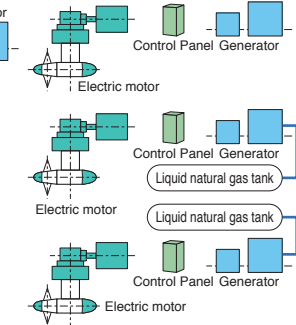 or
Control Panel Generator
Electric motor
Control Panel Generator
Liquid natural gas tank
Electric motor
Liquid natural gas tank
Control Panel Generator
Electric motor